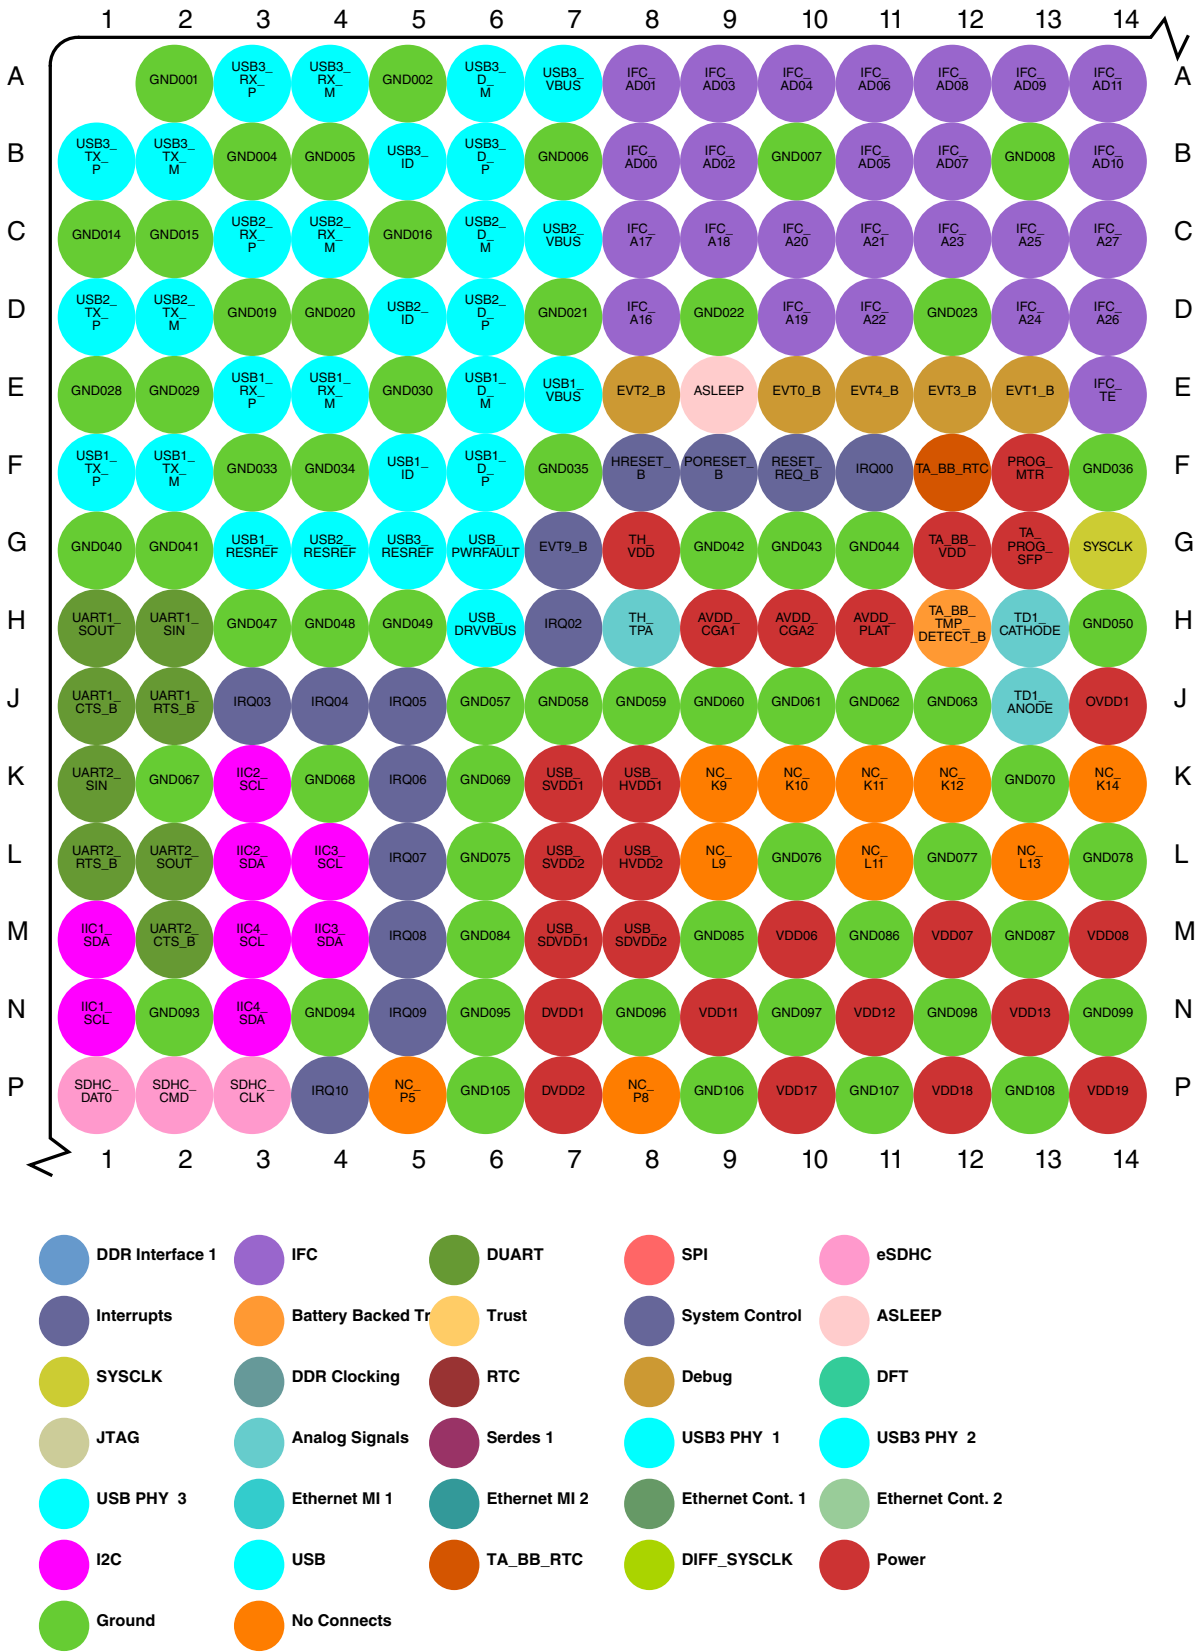 1 2 3 4 5 6 7 8 9 10 11 12 13 14
A GND001 USB3_RX_P USB3_RX_M GND002 USB3_D_M USB3_VBUS IFC_AD01 IFC_AD03 IFC_AD04 IFC_AD06 IFC_AD08 IFC_AD09 IFC_AD11 A
B USB3_TX_P USB3_TX_M GND004 GND005 USB3_ID USB3_D_P GND006 IFC_AD00 IFC_AD02 GND007 IFC_AD05 IFC_AD07 GND008 IFC_AD10 B
C GND014 GND015 USB2_RX_P USB2_RX_M GND016 USB2_D_M USB2_VBUS IFC_A17 IFC_A18 IFC_A20 IFC_A21 IFC_A23 IFC_A25 IFC_A27 C
D USB2_TX_P USB2_TX_M GND019 GND020 USB2_ID USB2_D_P GND021 IFC_A16 GND022 IFC_A19 IFC_A22 GND023 IFC_A24 IFC_A26 D
E GND028 GND029 USB1_RX_P USB1_RX_M GND030 USB1_D_M USB1_VBUS EVT2_B ASLEEP EVT0_B EVT4_B EVT3_B EVT1_B IFC_TE E
F USB1_TX_P USB1_TX_M GND033 GND034 USB1_ID USB1_D_P GND035 HRESET_B PORESET_B RESET_REQ_B IRQ00 TA_BB_RTC PROG_MTR GND036 F
G GND040 GND041 USB1_RESREF USB2_RESREF USB3_RESREF USB_PWRFAULT EVT9_B TH_VDD GND042 GND043 GND044 TA_BB_VDD TA_PROG_SFP SYSCLK G
H UART1_SOUT UART1_SIN GND047 GND048 GND049 USB_DRVVBUS IRQ02 TH_TPA AVDD_CGA1 AVDD_CGA2 AVDD_PLAT TA_BB_TMP_DETECT_B TD1_CATHODE GND050 H
J UART1_CTS_B UART1_RTS_B IRQ03 IRQ04 IRQ05 GND057 GND058 GND059 GND060 GND061 GND062 GND063 TD1_ANODE OVDD1 J
K UART2_SIN GND067 IIC2_SCL GND068 IRQ06 GND069 USB_SVDD1 USB_HVDD1 NC_K9 NC_K10 NC_K11 NC_K12 GND070 NC_K14 K
L UART2_RTS_B UART2_SOUT IIC2_SDA IIC3_SCL IRQ07 GND075 USB_SVDD2 USB_HVDD2 NC_L9 GND076 NC_L11 GND077 NC_L13 GND078 L
M IIC1_SDA UART2_CTS_B IIC4_SCL IIC3_SDA IRQ08 GND084 USB_SDVDD1 USB_SDVDD2 GND085 VDD06 GND086 VDD07 GND087 VDD08 M
N IIC1_SCL GND093 IIC4_SDA GND094 IRQ09 GND095 DVDD1 GND096 VDD11 GND097 VDD12 GND098 VDD13 GND099 N
P SDHC_DAT0 SDHC_CMD SDHC_CLK IRQ10 NC_P5 GND105 DVDD2 NC_P8 GND106 VDD17 GND107 VDD18 GND108 VDD19 P
1 2 3 4 5 6 7 8 9 10 11 12 13 14
DDR Interface 1 IFC DUART SPI eSDHC
Interrupts Battery Backed Tr Trust System Control ASLEEP
SYSCLK DDR Clocking RTC Debug DFT
JTAG Analog Signals Serdes 1 USB3 PHY 1 USB3 PHY 2
USB PHY 3 Ethernet MI 1 Ethernet MI 2 Ethernet Cont. 1 Ethernet Cont. 2
I2C USB TA_BB_RTC DIFF_SYSCLK Power
Ground No Connects